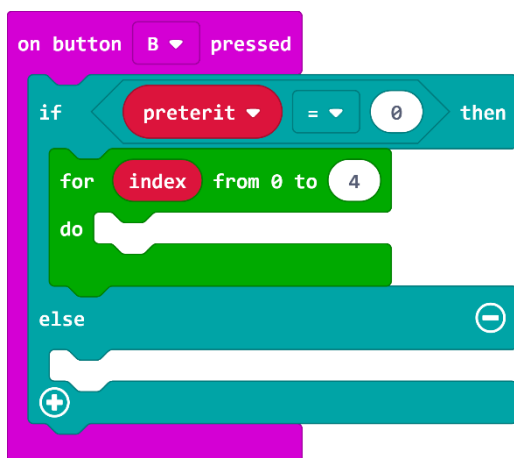 on button B pressed
if preterit = 0 then
for index from 0 to 4
do
else